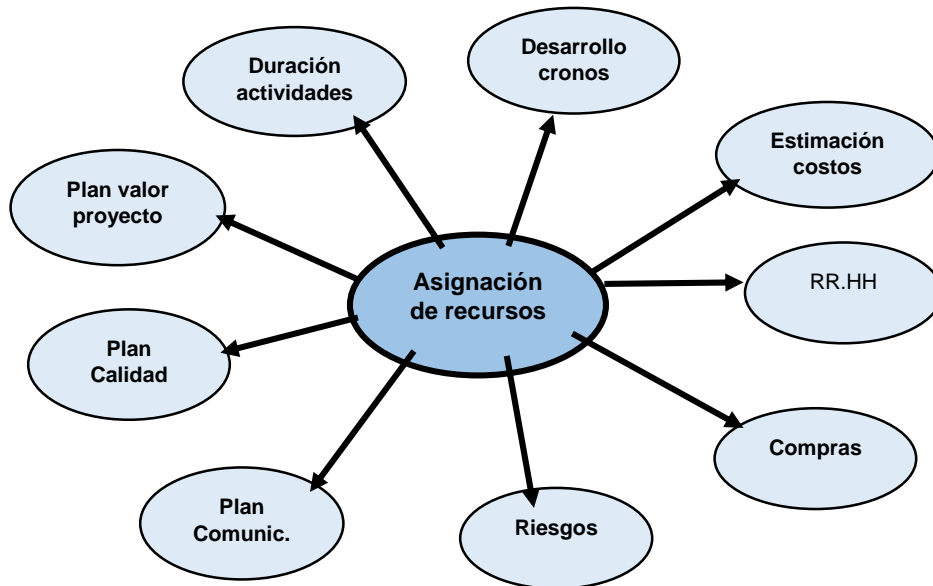 Duración
actividades
Desarrollo
cronos
Estimación
costos
Plan valor
proyecto
Asignación
de recursos
RR.HH
Plan
Calidad
Compras
Plan
Comunic.
Riesgos